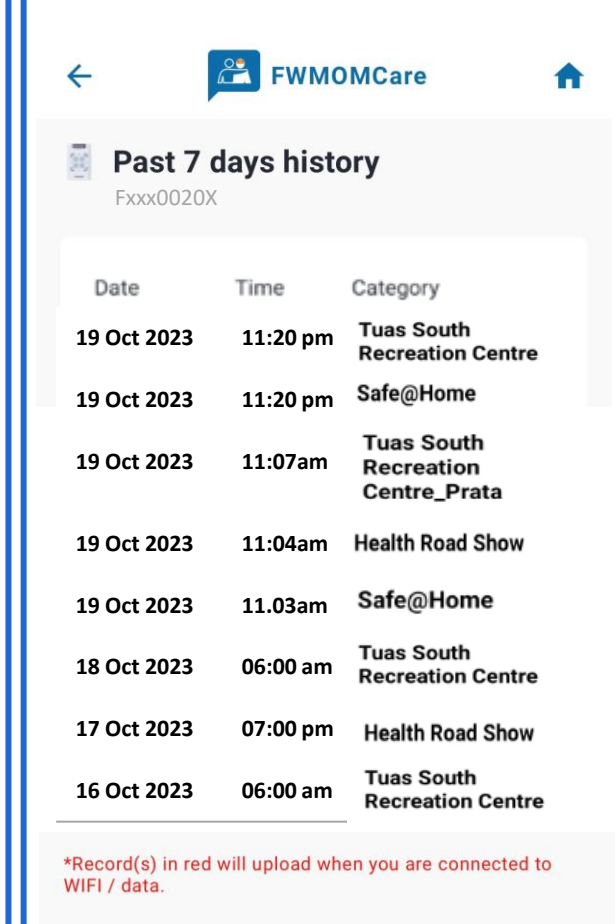 FWMOMCare
Past 7 days history
Fxxx0020X
Date Time Category
19 Oct 2023 11:20 pm Tuas South
Recreation Centre
19 Oct 2023 11:20 pm Safe@Home
19 Oct 2023 11:07am Tuas South
Recreation
Centre_Prata
19 Oct 2023 11:04am Health Road Show
19 Oct 2023 11.03am Safe@Home
18 Oct 2023 06:00 am Tuas South
Recreation Centre
17 Oct 2023 07:00 pm Health Road Show
16 Oct 2023 06:00 am Tuas South
Recreation Centre
*Record(s) in red will upload when you are connected to
WIFI / data.